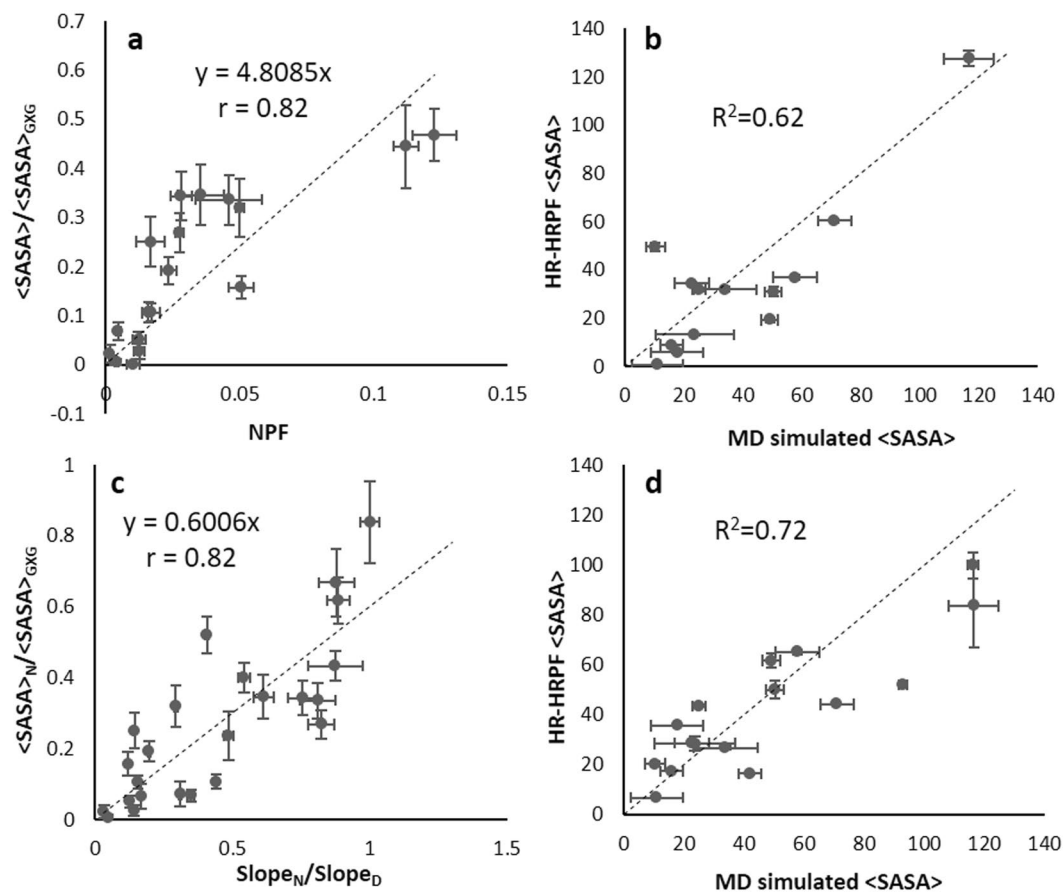 a
y = 4.8085x
r = 0.82
<SASA>/<SASA>GXG
0.7
0.6
0.5
0.4
0.3
0.2
0.1
0
-0.1
0
0.05
0.1
0.15
NPF
b
R²=0.62
HR-HRPF <SASA>
140
120
100
80
60
40
20
0
0 20 40 60 80 100 120 140
MD simulated <SASA>
c
y = 0.6006x
r = 0.82
<SASA>N/<SASA>GXG
1
0.8
0.6
0.4
0.2
0
0 0.5 1 1.5
SlopeN/SlopeD
d
R²=0.72
HR-HRPF <SASA>
140
120
100
80
60
40
20
0
0 20 40 60 80 100 120 140
MD simulated <SASA>